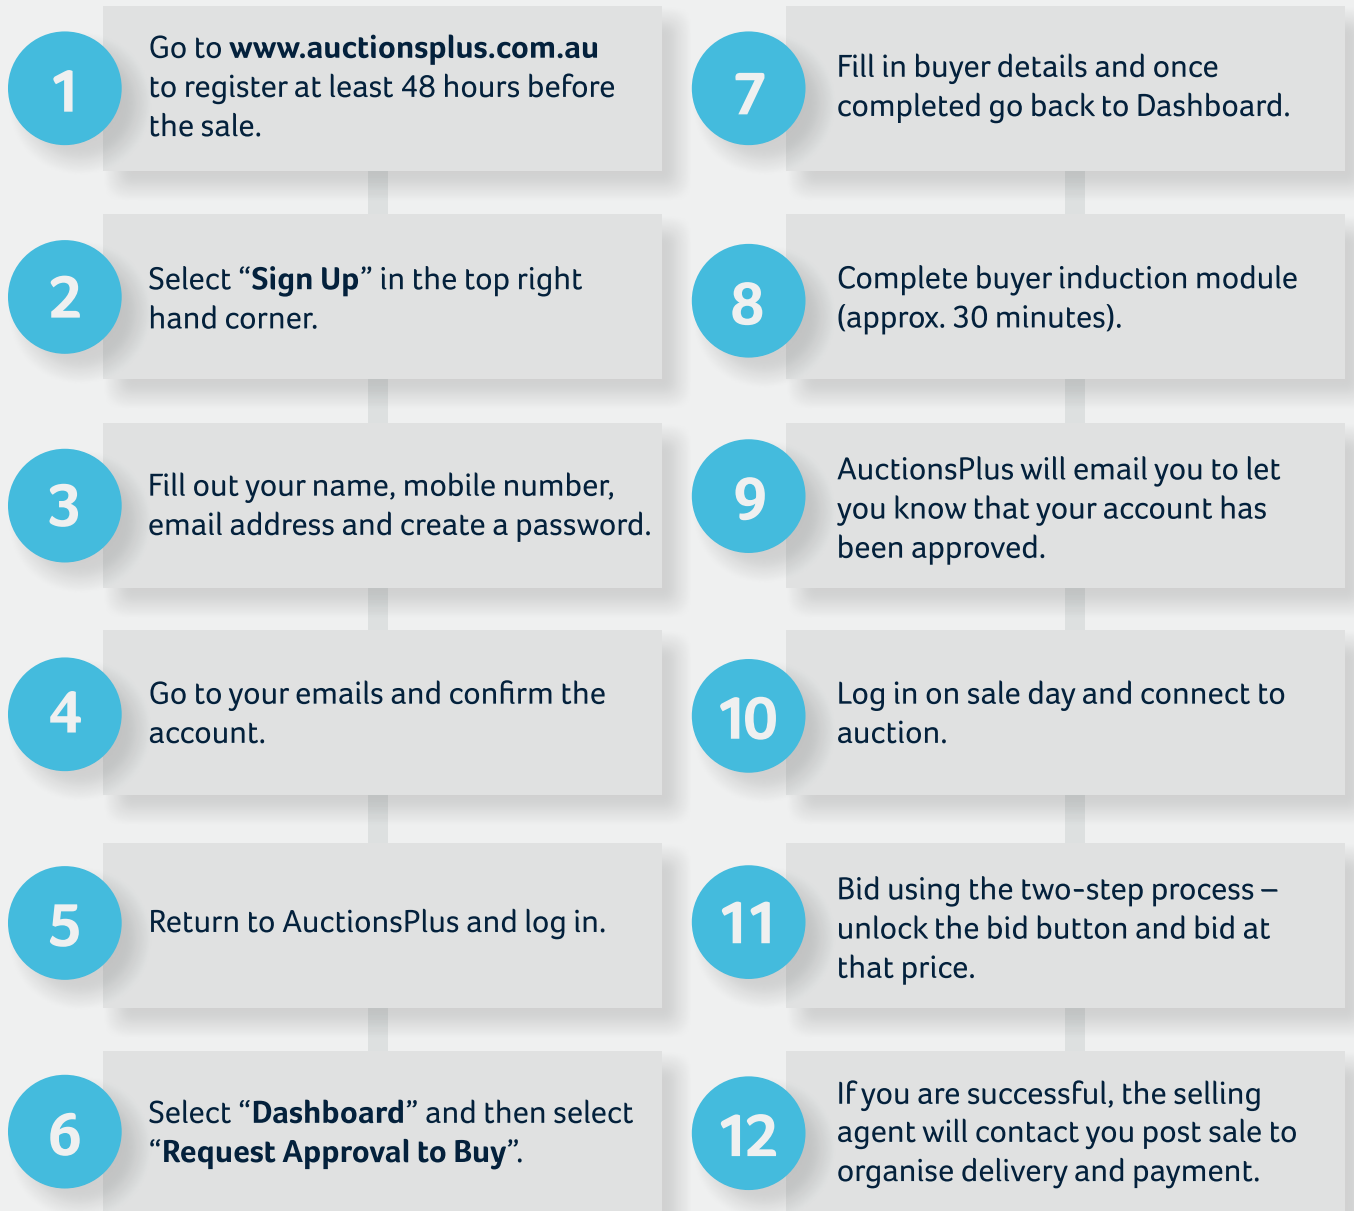 1
Go to www.auctionsplus.com.au
to register at least 48 hours before
the sale.
2
Select “Sign Up” in the top right
hand corner.
3
Fill out your name, mobile number,
email address and create a password.
4
Go to your emails and confirm the
account.
5
Return to AuctionsPlus and log in.
6
Select “Dashboard” and then select
“Request Approval to Buy”.
7
Fill in buyer details and once
completed go back to Dashboard.
8
Complete buyer induction module
(approx. 30 minutes).
9
AuctionsPlus will email you to let
you know that your account has
been approved.
10
Log in on sale day and connect to
auction.
11
Bid using the two-step process –
unlock the bid button and bid at
that price.
12
If you are successful, the selling
agent will contact you post sale to
organise delivery and payment.